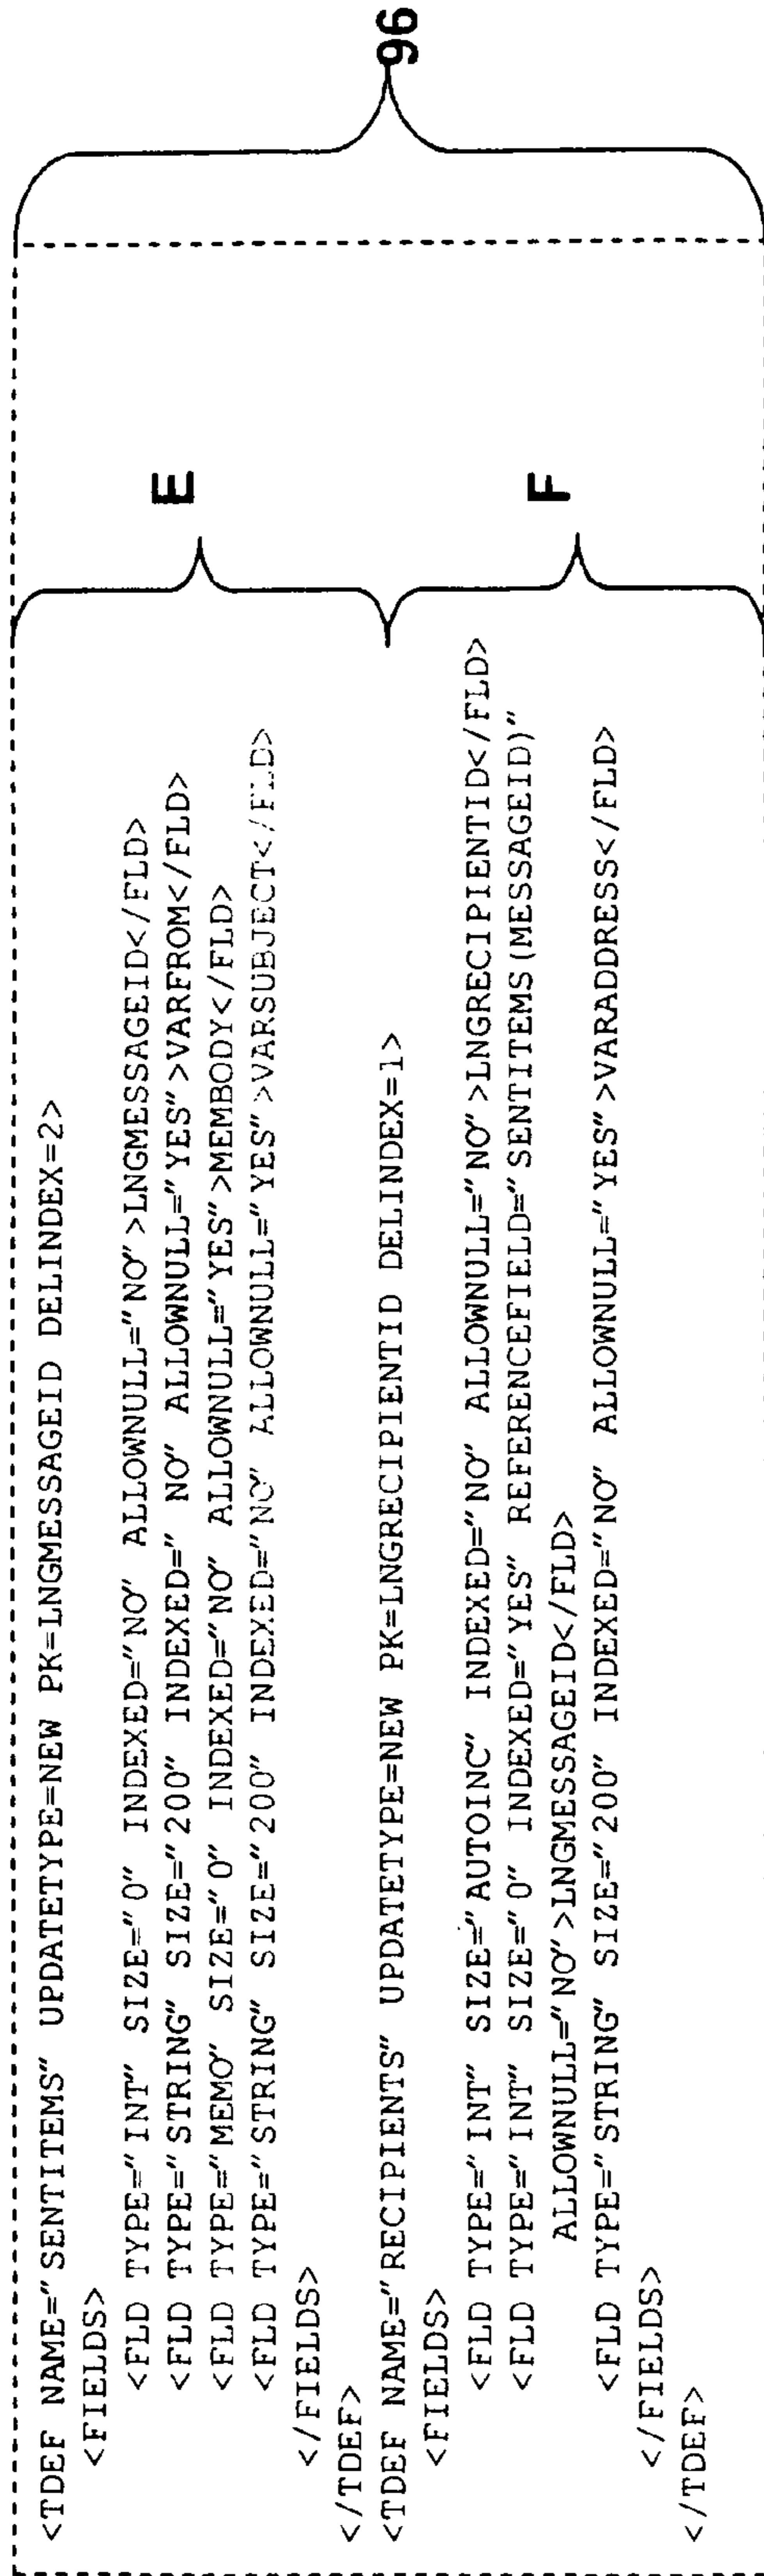 <TDEF NAME="SENTITEMS" UPDATETYPE=NEW PK=LNGMESSAGEID DELINDEX=2>
<FIELDS>
<FLD TYPE="INT" SIZE="0" INDEXED="NO" ALLOWNULL="NO">LNGMESSAGEID</FLD>
<FLD TYPE="STRING" SIZE="200" INDEXED=" NO" ALLOWNULL="YES">VARFROM</FLD>
<FLD TYPE="MEMO" SIZE="0" INDEXED="NO" ALLOWNULL="YES">MEMBODY</FLD>
<FLD TYPE="STRING" SIZE="200" INDEXED="NO" ALLOWNULL="YES">VARSUBJECT</FLD>
</FIELDS>
</TDEF>
E
<TDEF NAME="RECIPIENTS" UPDATETYPE=NEW PK=LNGRECIPIENTID DELINDEX=1>
<FIELDS>
<FLD TYPE="INT" SIZE="AUTOINC" INDEXED="NO" ALLOWNULL="NO">LNGRECIPIENTID</FLD>
<FLD TYPE="INT" SIZE="0" INDEXED="YES" REFERENCEFIELD="SENTITEMS(MESSAGEID)"
ALLOWNULL="NO">LNGMESSAGEID</FLD>
<FLD TYPE="STRING" SIZE="200" INDEXED="NO" ALLOWNULL="YES">VARADDRESS</FLD>
</FIELDS>
</TDEF>
F
96